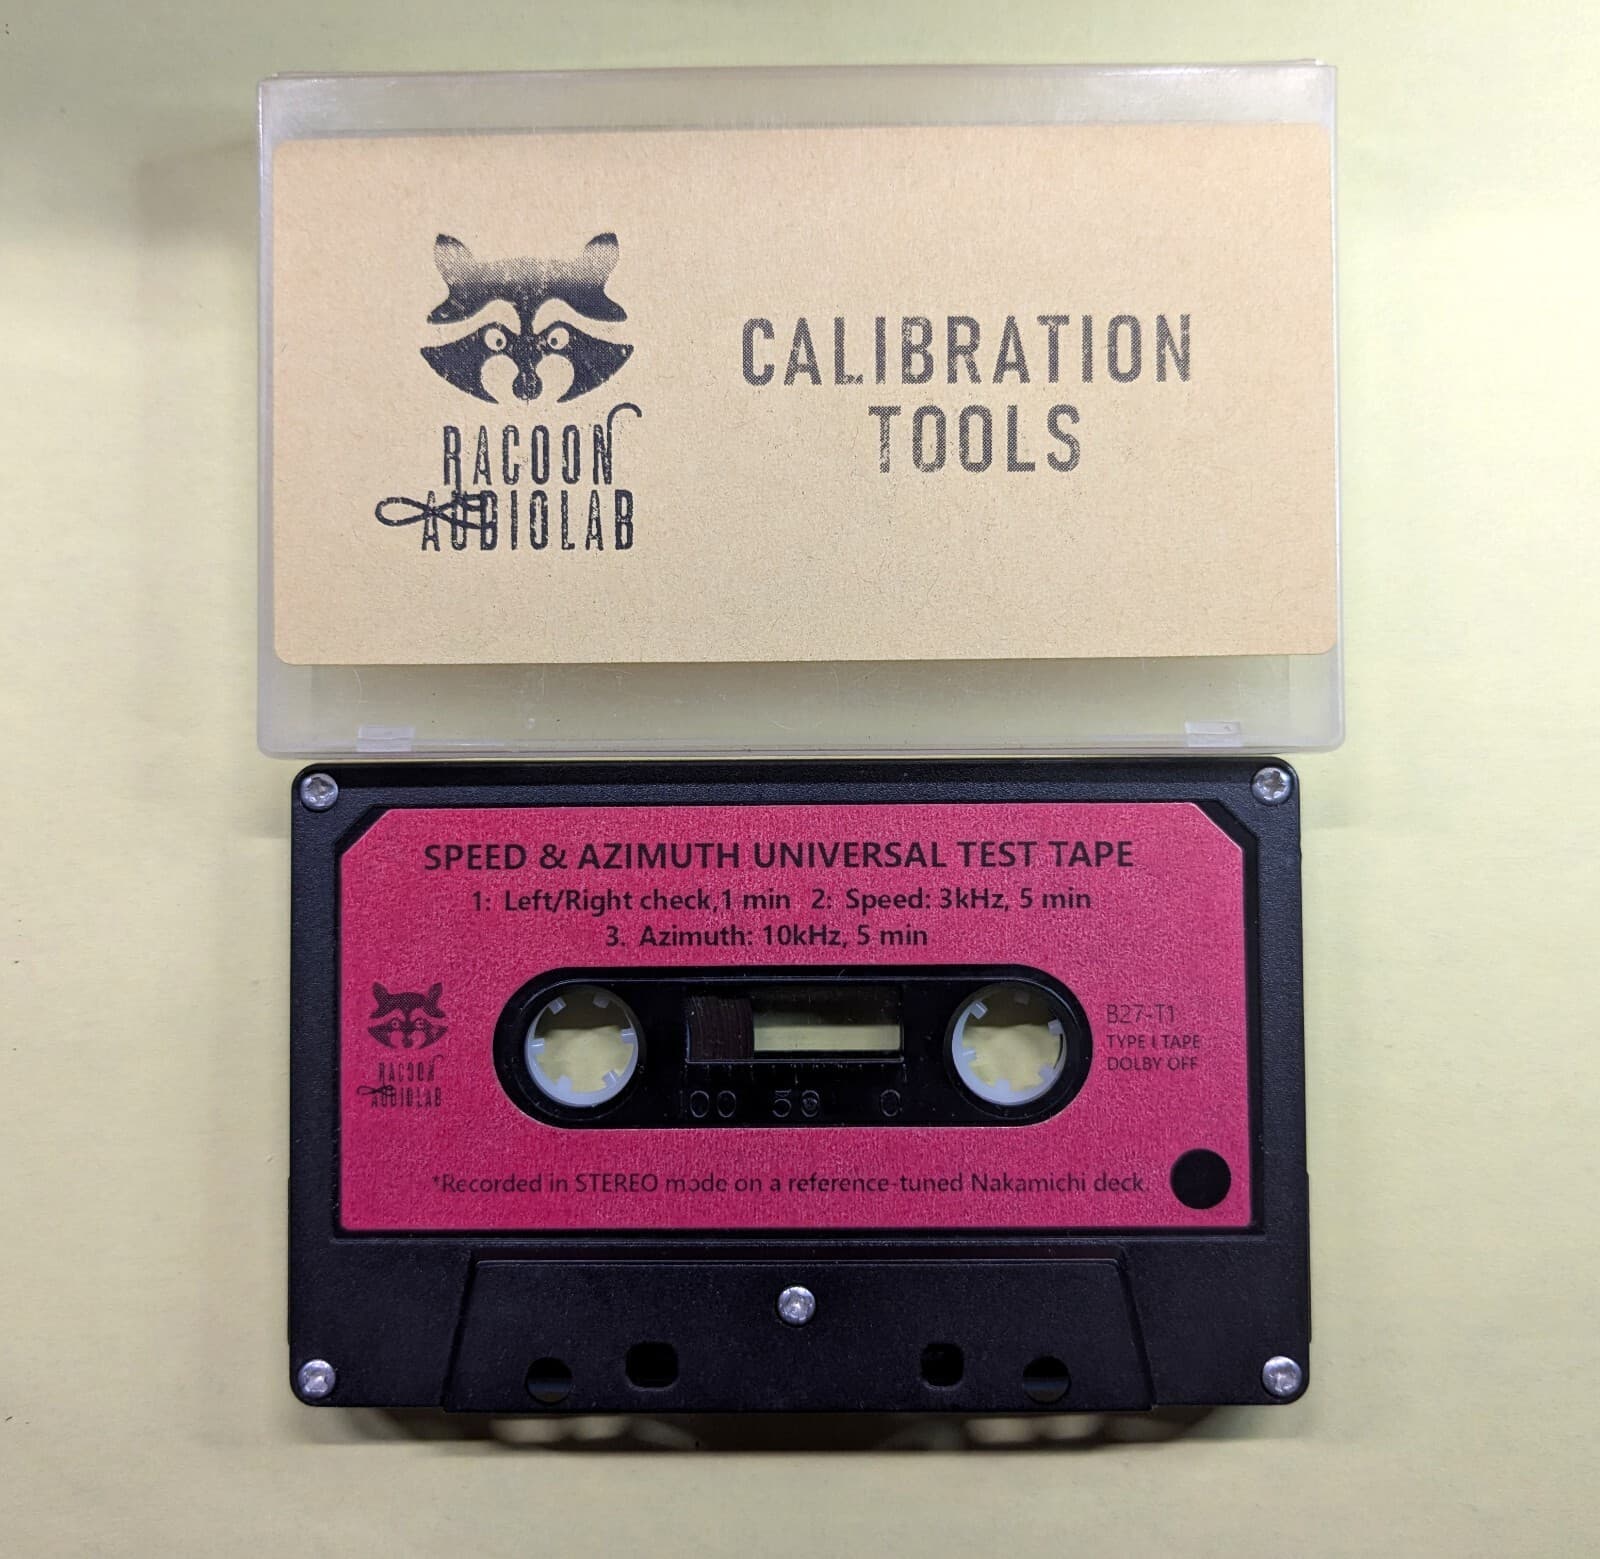 RACOON
AUDIOLAB
CALIBRATION
TOOLS
SPEED & AZIMUTH UNIVERSAL TEST TAPE
1: Left/Right check,1 min 2: Speed: 3kHz, 5 min
3. Azimuth: 10kHz, 5 min
RACOON
AUDIOLAB
100 50 0
B27-T1
TYPE I TAPE
DOLBY OFF
*Recorded in STEREO mode on a reference-tuned Nakamichi deck.